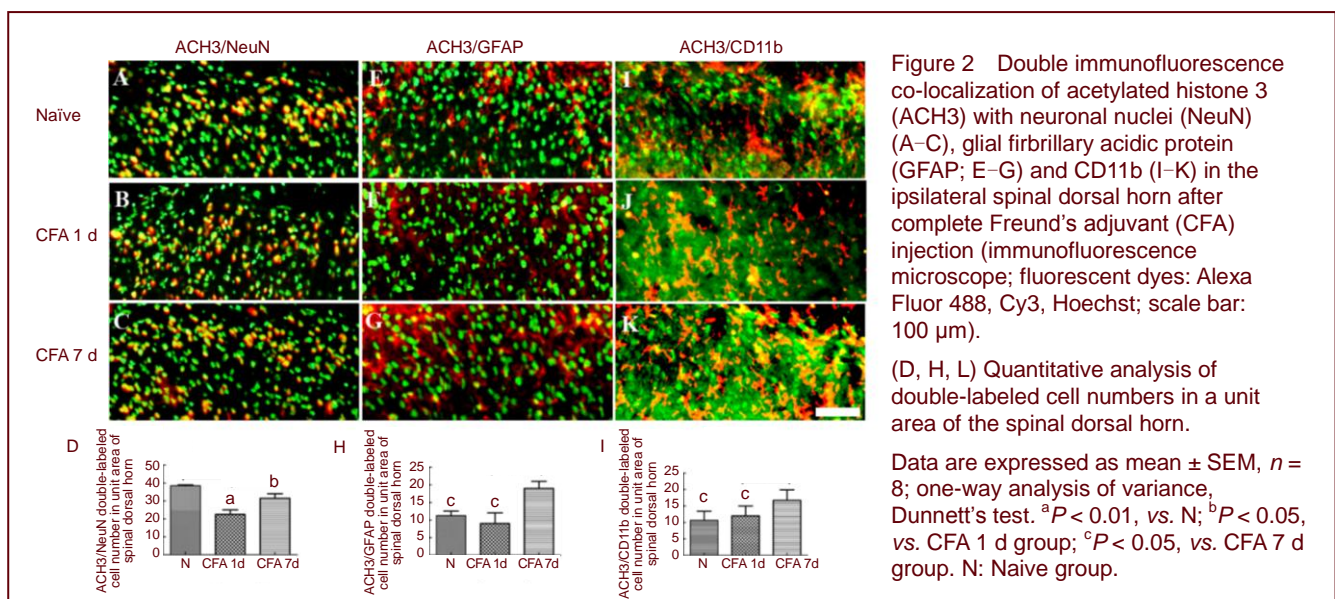 ACH3/NeuN ACH3/GFAP ACH3/CD11b
Naïve
CFA 1 d
CFA 7 d
A E I
B F J
C G K
D
ACH3/NeuN double-labeled
cell number in unit area of
spinal dorsal horn
50
40
30
20
10
0
a
b
N CFA 1d CFA 7d
H
ACH3/GFAP double-labeled
cell number in unit area of
spinal dorsal horn
25
20
15
10
5
0
c
c
N CFA 1d CFA 7d
I
ACH3/CD11b double-labeled
cell number in unit area of
spinal dorsal horn
25
20
15
10
5
0
c
c
N CFA 1d CFA 7d
Figure 2 Double immunofluorescence
co-localization of acetylated histone 3
(ACH3) with neuronal nuclei (NeuN)
(A–C), glial firbrillary acidic protein
(GFAP; E–G) and CD11b (I–K) in the
ipsilateral spinal dorsal horn after
complete Freund's adjuvant (CFA)
injection (immunofluorescence
microscope; fluorescent dyes: Alexa
Fluor 488, Cy3, Hoechst; scale bar:
100 μm).
(D, H, L) Quantitative analysis of
double-labeled cell numbers in a unit
area of the spinal dorsal horn.
Data are expressed as mean ± SEM, n =
8; one-way analysis of variance,
Dunnett's test. ᵃP < 0.01, vs. N; ᵇP < 0.05,
vs. CFA 1 d group; ᶜP < 0.05, vs. CFA 7 d
group. N: Naive group.